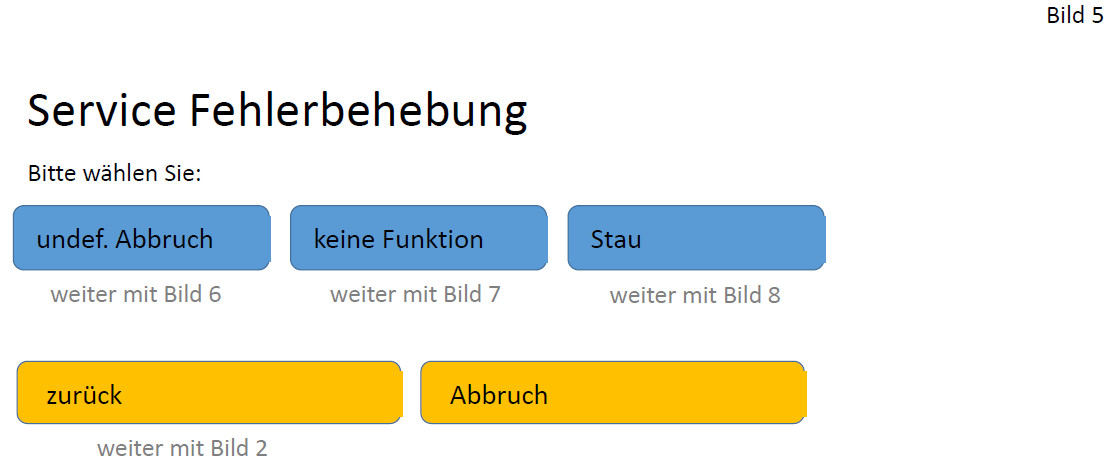 Bild 5
Service Fehlerbehebung
Bitte wählen Sie:
undef. Abbruch keine Funktion Stau
weiter mit Bild 6 weiter mit Bild 7 weiter mit Bild 8
zurück Abbruch
weiter mit Bild 2